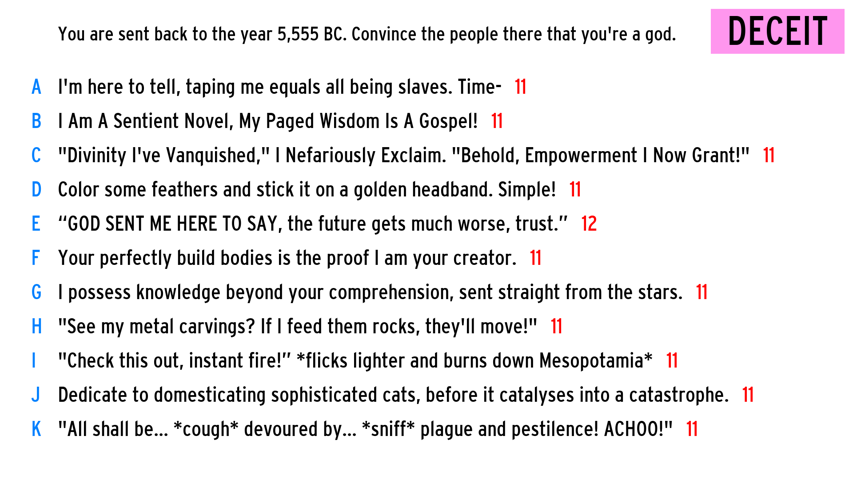 You are sent back to the year 5,555 BC. Convince the people there that you're a god.
DECEIT
A I'm here to tell, taping me equals all being slaves. Time- 11
B I Am A Sentient Novel, My Paged Wisdom Is A Gospel! 11
C "Divinity I've Vanquished," I Nefariously Exclaim. "Behold, Empowerment I Now Grant!" 11
D Color some feathers and stick it on a golden headband. Simple! 11
E “GOD SENT ME HERE TO SAY, the future gets much worse, trust.” 12
F Your perfectly build bodies is the proof I am your creator. 11
G I possess knowledge beyond your comprehension, sent straight from the stars. 11
H "See my metal carvings? If I feed them rocks, they'll move!" 11
I "Check this out, instant fire!” *flicks lighter and burns down Mesopotamia* 11
J Dedicate to domesticating sophisticated cats, before it catalyses into a catastrophe. 11
K "All shall be... *cough* devoured by... *sniff* plague and pestilence! ACHOO!" 11